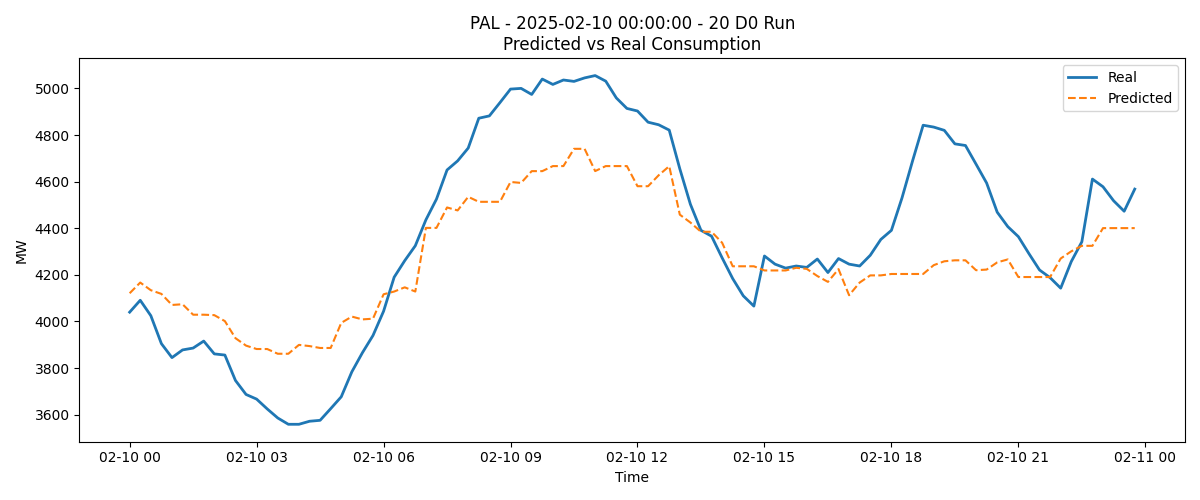 PAL - 2025-02-10 00:00:00 - 20 D0 Run
Predicted vs Real Consumption
Real
Predicted
MW
5000
4800
4600
4400
4200
4000
3800
3600
02-10 00
02-10 03
02-10 06
02-10 09
02-10 12
02-10 15
02-10 18
02-10 21
02-11 00
Time